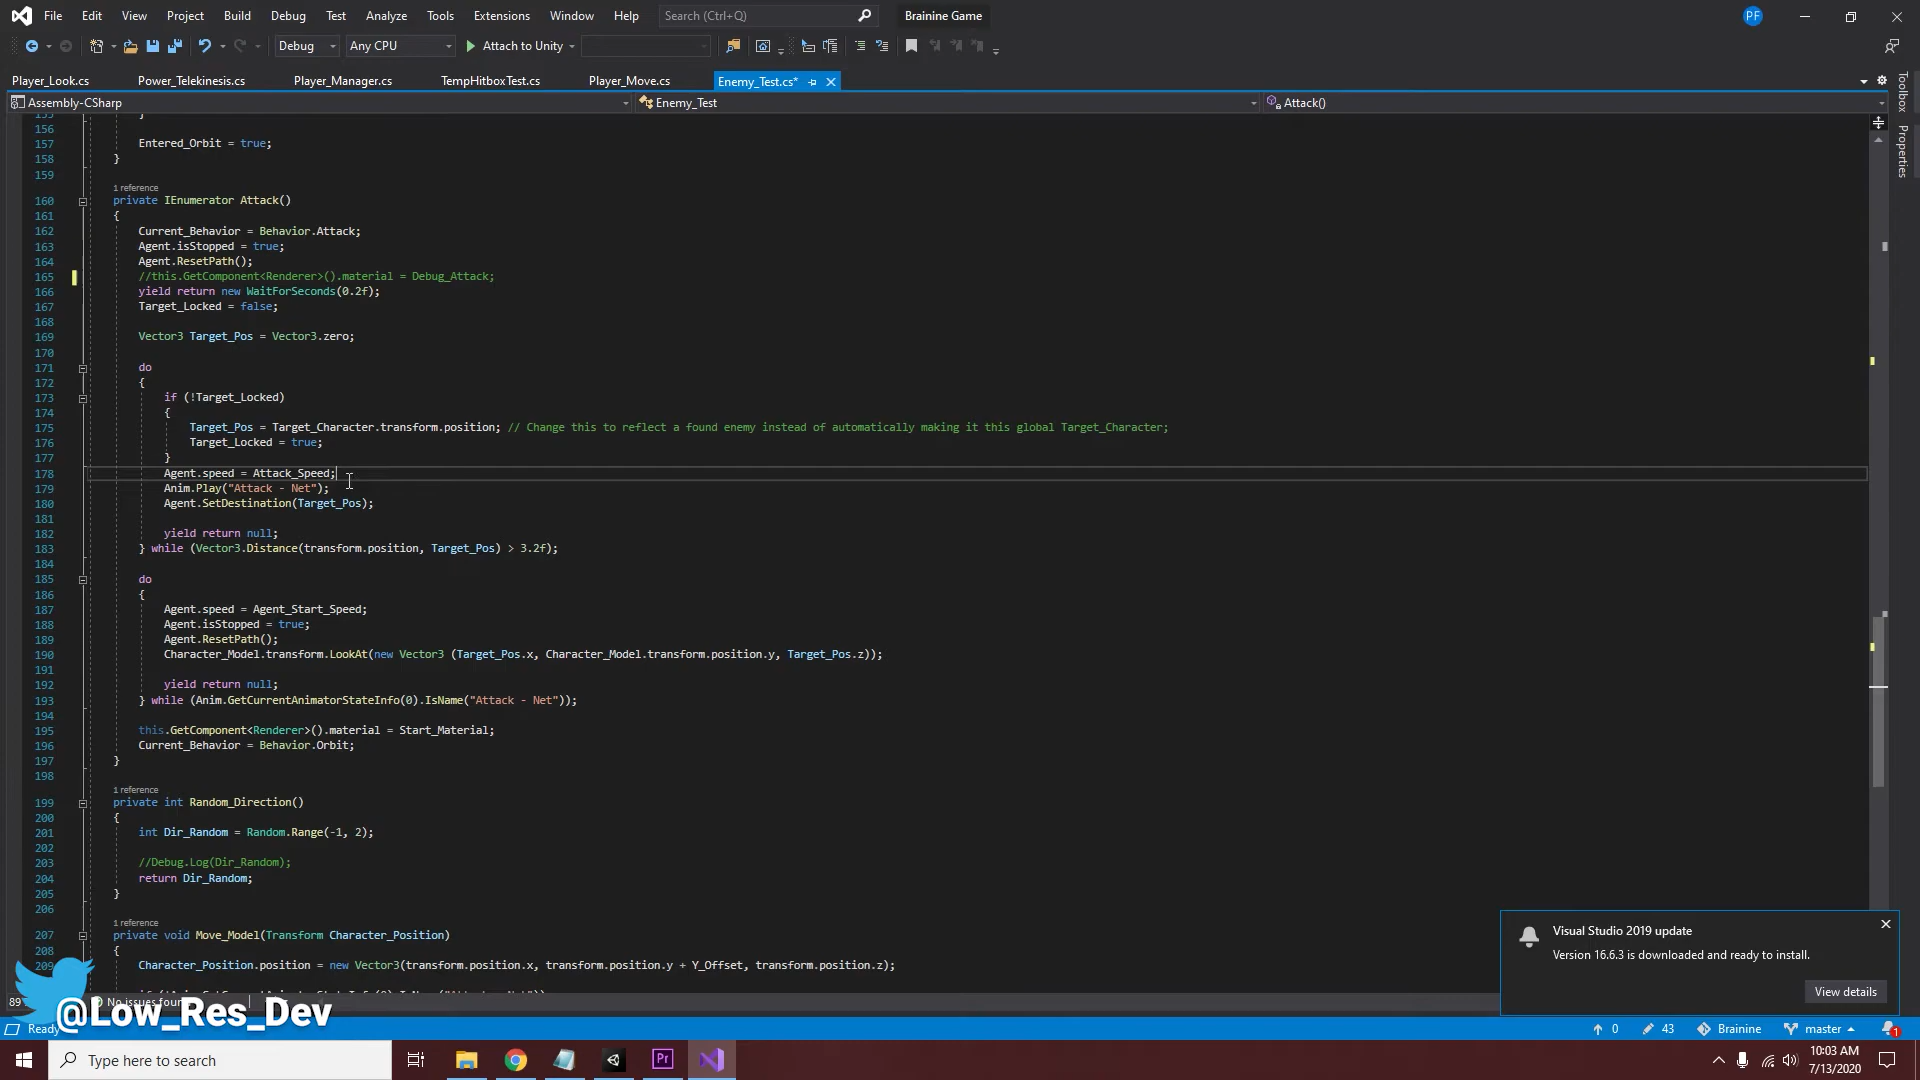 File Edit View Project Build Debug Test Analyze Tools Extensions Window Help Search (Ctrl+Q) Brainine Game PF
Debug Any CPU Attach to Unity
Player_Look.cs Power_Telekinesis.cs Player_Manager.cs TempHitboxTest.cs Player_Move.cs Enemy_Test.cs*
Assembly-CSharp Enemy_Test Attack()
Toolbox
Properties
155 }
156
157 Entered_Orbit = true;
158 }
159
1 reference
160 private IEnumerator Attack()
161 {
162 Current_Behavior = Behavior.Attack;
163 Agent.isStopped = true;
164 Agent.ResetPath();
165 //this.GetComponent<Renderer>().material = Debug_Attack;
166 yield return new WaitForSeconds(0.2f);
167 Target_Locked = false;
168
169 Vector3 Target_Pos = Vector3.zero;
170
171 do
172 {
173 if (!Target_Locked)
174 {
175 Target_Pos = Target_Character.transform.position; // Change this to reflect a found enemy instead of automatically making it this global Target_Character;
176 Target_Locked = true;
177 }
178 Agent.speed = Attack_Speed;
179 Anim.Play("Attack - Net");
180 Agent.SetDestination(Target_Pos);
181
182 yield return null;
183 } while (Vector3.Distance(transform.position, Target_Pos) > 3.2f);
184
185 do
186 {
187 Agent.speed = Agent_Start_Speed;
188 Agent.isStopped = true;
189 Agent.ResetPath();
190 Character_Model.transform.LookAt(new Vector3 (Target_Pos.x, Character_Model.transform.position.y, Target_Pos.z));
191
192 yield return null;
193 } while (Anim.GetCurrentAnimatorStateInfo(0).IsName("Attack - Net"));
194
195 this.GetComponent<Renderer>().material = Start_Material;
196 Current_Behavior = Behavior.Orbit;
197 }
198
1 reference
199 private int Random_Direction()
200 {
201 int Dir_Random = Random.Range(-1, 2);
202
203 //Debug.Log(Dir_Random);
204 return Dir_Random;
205 }
206
1 reference
207 private void Move_Model(Transform Character_Position)
208 {
209 Character_Position.position = new Vector3(transform.position.x, transform.position.y + Y_Offset, transform.position.z);
Visual Studio 2019 update
Version 16.6.3 is downloaded and ready to install.
View details
89 No issues found
@Low_Res_Dev
Ready 0 43 Brainine master 1
Type here to search Pr 10:03 AM
7/13/2020